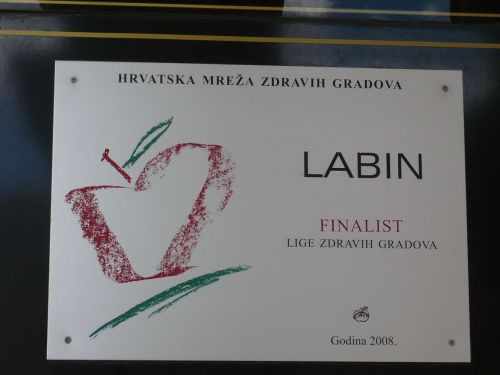 HRVATSKA MREŽA ZDRAVIH GRADOVA
LABIN
FINALIST
LIGE ZDRAVIH GRADOVA
Godina 2008.